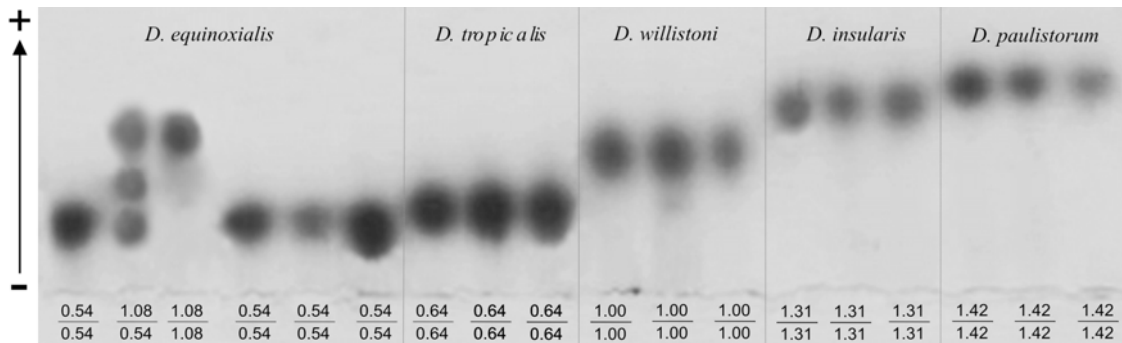 +
D. equinoxialis D. tropicalis D. willistoni D. insularis D. paulistorum
-
0.54 1.08 1.08 0.54 0.54 0.54 0.64 0.64 0.64 1.00 1.00 1.00 1.31 1.31 1.31 1.42 1.42 1.42
0.54 0.54 1.08 0.54 0.54 0.54 0.64 0.64 0.64 1.00 1.00 1.00 1.31 1.31 1.31 1.42 1.42 1.42